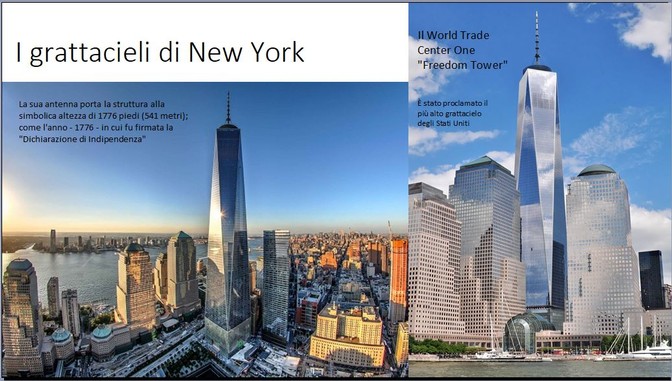 I grattacieli di New York
La sua antenna porta la struttura alla
simbolica altezza di 1776 piedi (541 metri);
come l'anno - 1776 - in cui fu firmata la
"Dichiarazione di Indipendenza"
Il World Trade
Center One
"Freedom Tower"
È stato proclamato il
più alto grattacielo
degli Stati Uniti